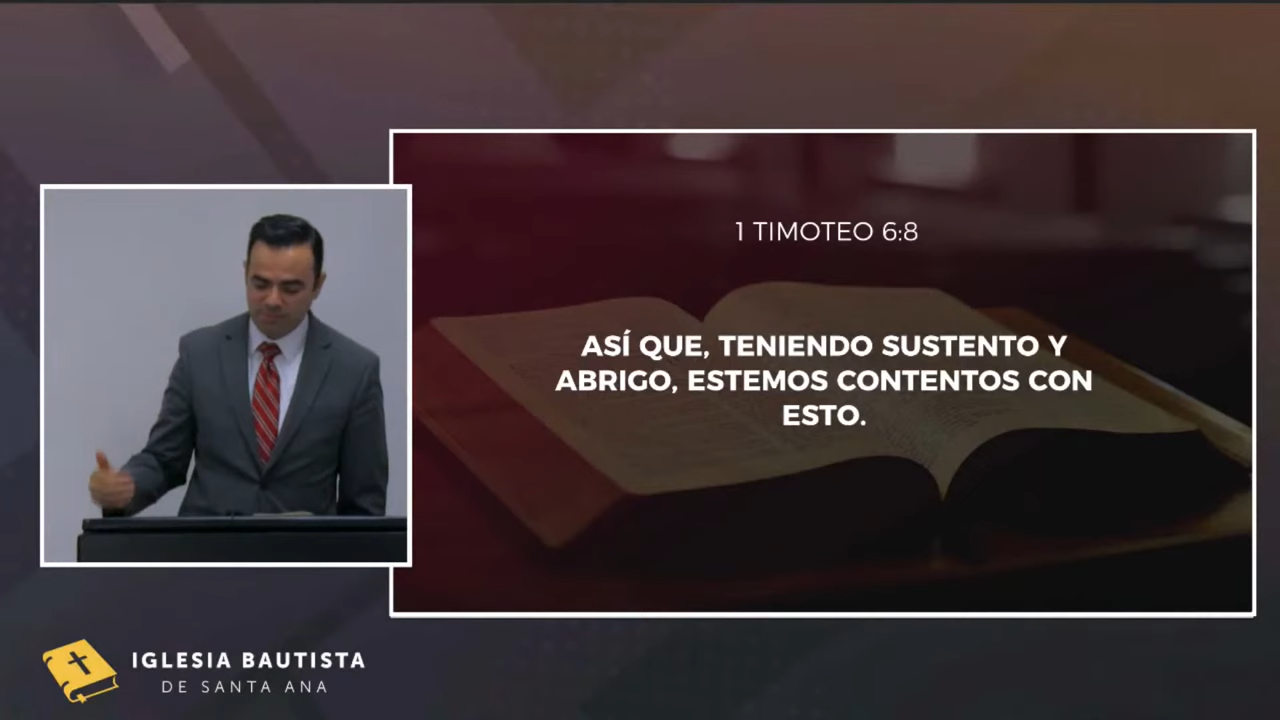 1 TIMOTEO 6:8
ASÍ QUE, TENIENDO SUSTENTO Y
ABRIGO, ESTEMOS CONTENTOS CON
ESTO.
IGLESIA BAUTISTA
DE SANTA ANA